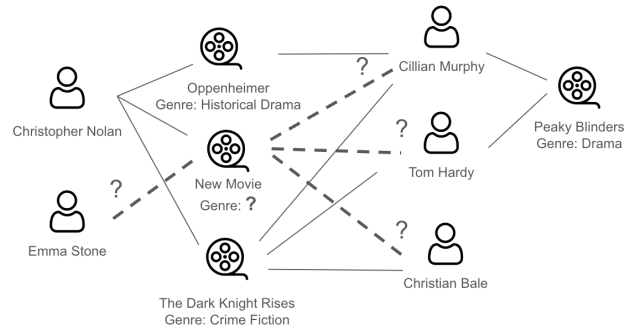 Oppenheimer
Genre: Historical Drama
?
Cillian Murphy
Christopher Nolan
Peaky Blinders
Genre: Drama
?
Tom Hardy
New Movie
Genre: ?
?
Emma Stone
?
Christian Bale
The Dark Knight Rises
Genre: Crime Fiction